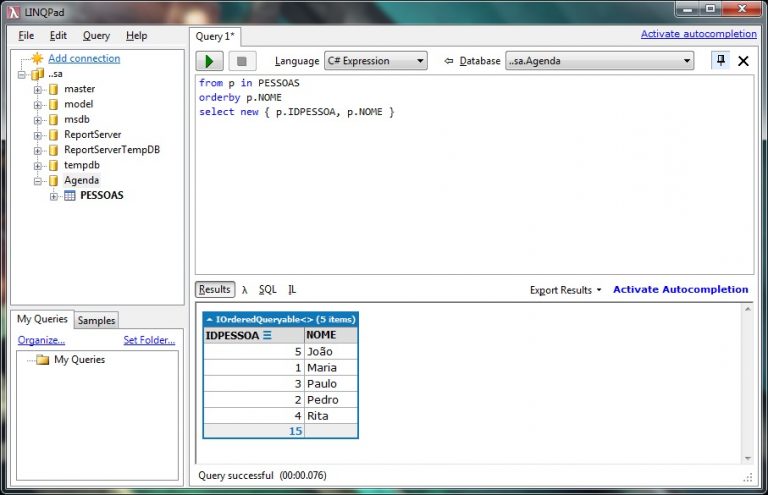 LINQPad
File Edit Query Help
Add connection
..sa
master
model
msdb
ReportServer
ReportServerTempDB
tempdb
Agenda
PESSOAS
My Queries Samples
Organize... Set Folder...
My Queries
Query 1* Activate autocompletion
Language C# Expression Database ..sa.Agenda
from p in PESSOAS
orderby p.NOME
select new { p.IDPESSOA, p.NOME }
Results λ SQL IL Export Results Activate Autocompletion
IOrderedQueryable<> (5 items)
IDPESSOA NOME
5 João
1 Maria
3 Paulo
2 Pedro
4 Rita
15
Query successful (00:00.076)